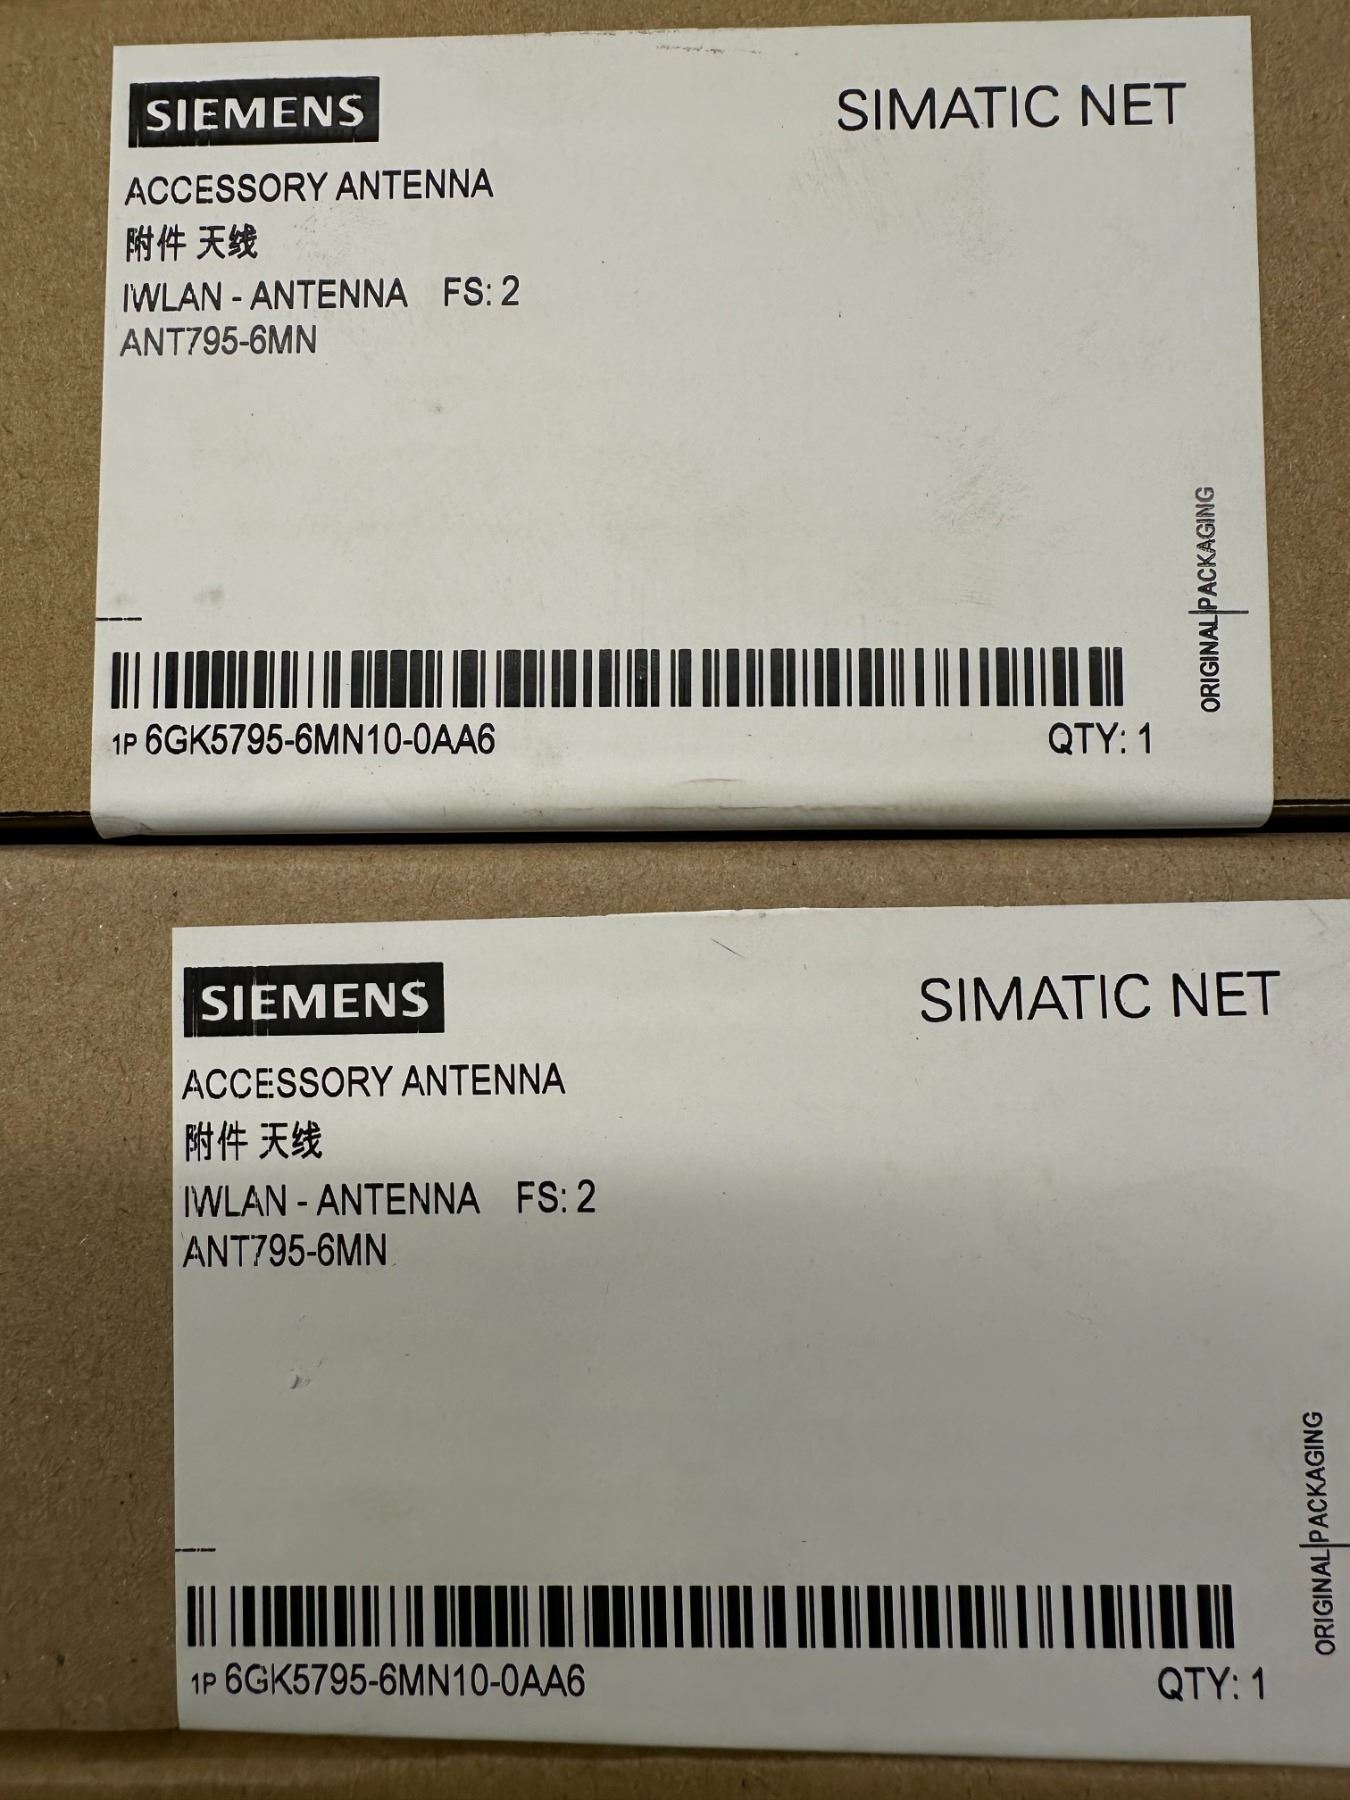 SIEMENS
SIMATIC NET
ACCESSORY ANTENNA
附件 天线
IWLAN - ANTENNA FS: 2
ANT795-6MN
ORIGINAL PACKAGING
1P 6GK5795-6MN10-0AA6
QTY: 1
SIEMENS
SIMATIC NET
ACCESSORY ANTENNA
附件 天线
IWLAN - ANTENNA FS: 2
ANT795-6MN
ORIGINAL PACKAGING
1P 6GK5795-6MN10-0AA6
QTY: 1